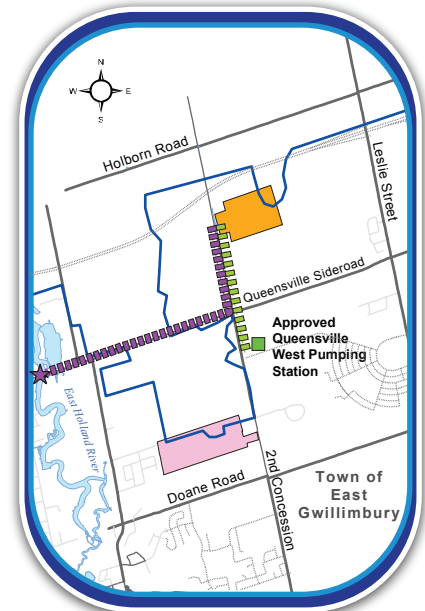 N
W E
S
Holborn Road
Leslie Street
Queensville Sideroad
Approved
Queensville
West Pumping
Station
East Holland River
2nd Concession
Doane Road
Town of
East
Gwillimbury